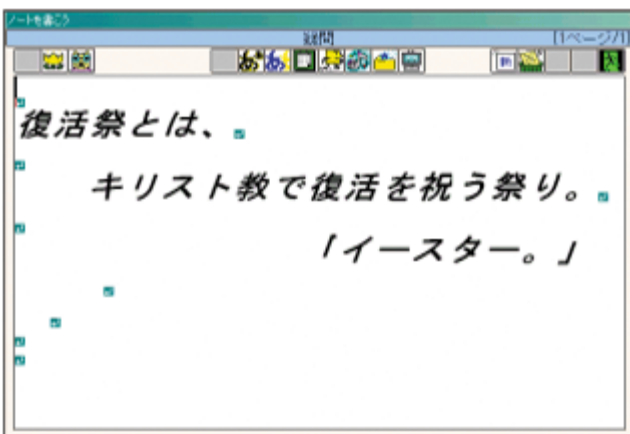 ノートを書こう
疑問 [1ページ/1]
復活祭とは、
キリスト教で復活を祝う祭り。
「イースター。」